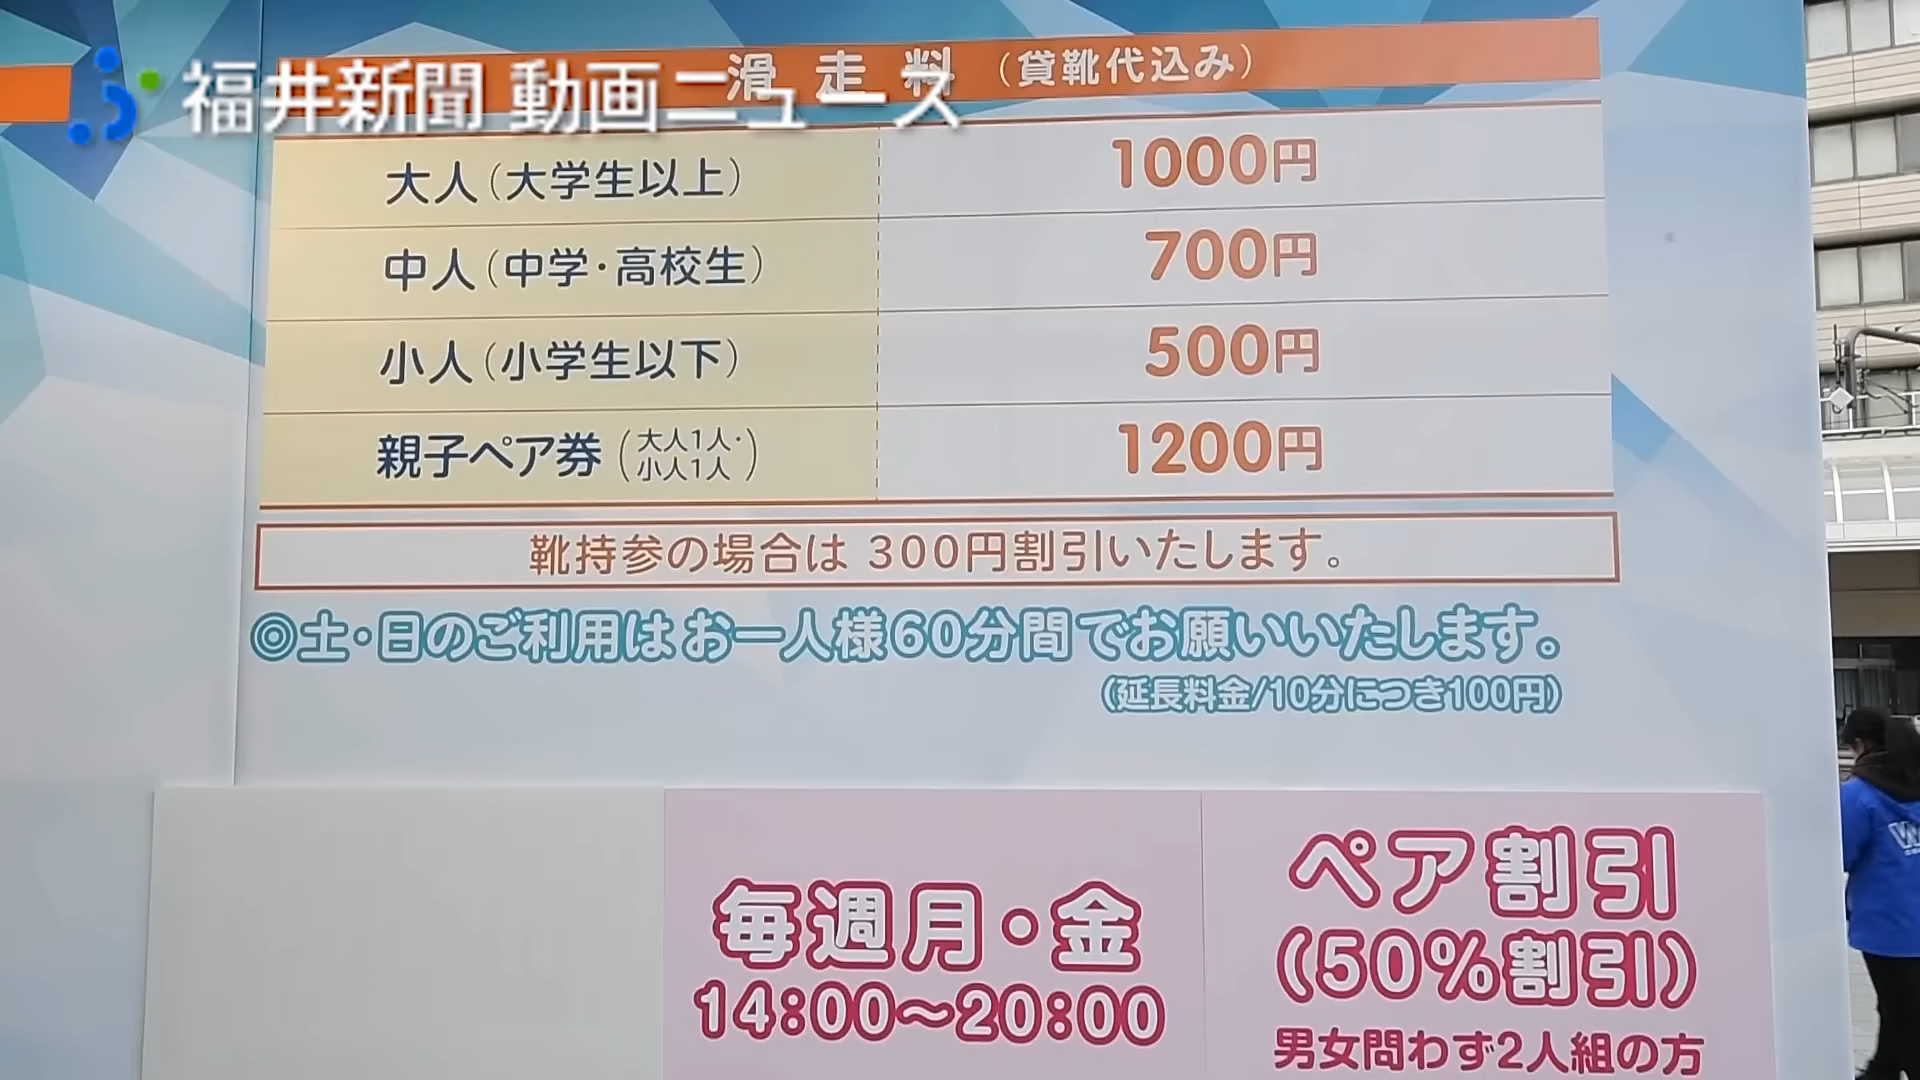 福井新聞 動画ニュース
滑走料（貸靴代込み）
大人（大学生以上） 1000円
中人（中学・高校生） 700円
小人（小学生以下） 500円
親子ペア券（大人1人・小人1人） 1200円
靴持参の場合は 300円割引いたします。
◎土・日のご利用はお一人様60分間でお願いいたします。
（延長料金/10分につき100円）
毎週月・金
14:00〜20:00
ペア割引
（50%割引）
男女問わず2人組の方